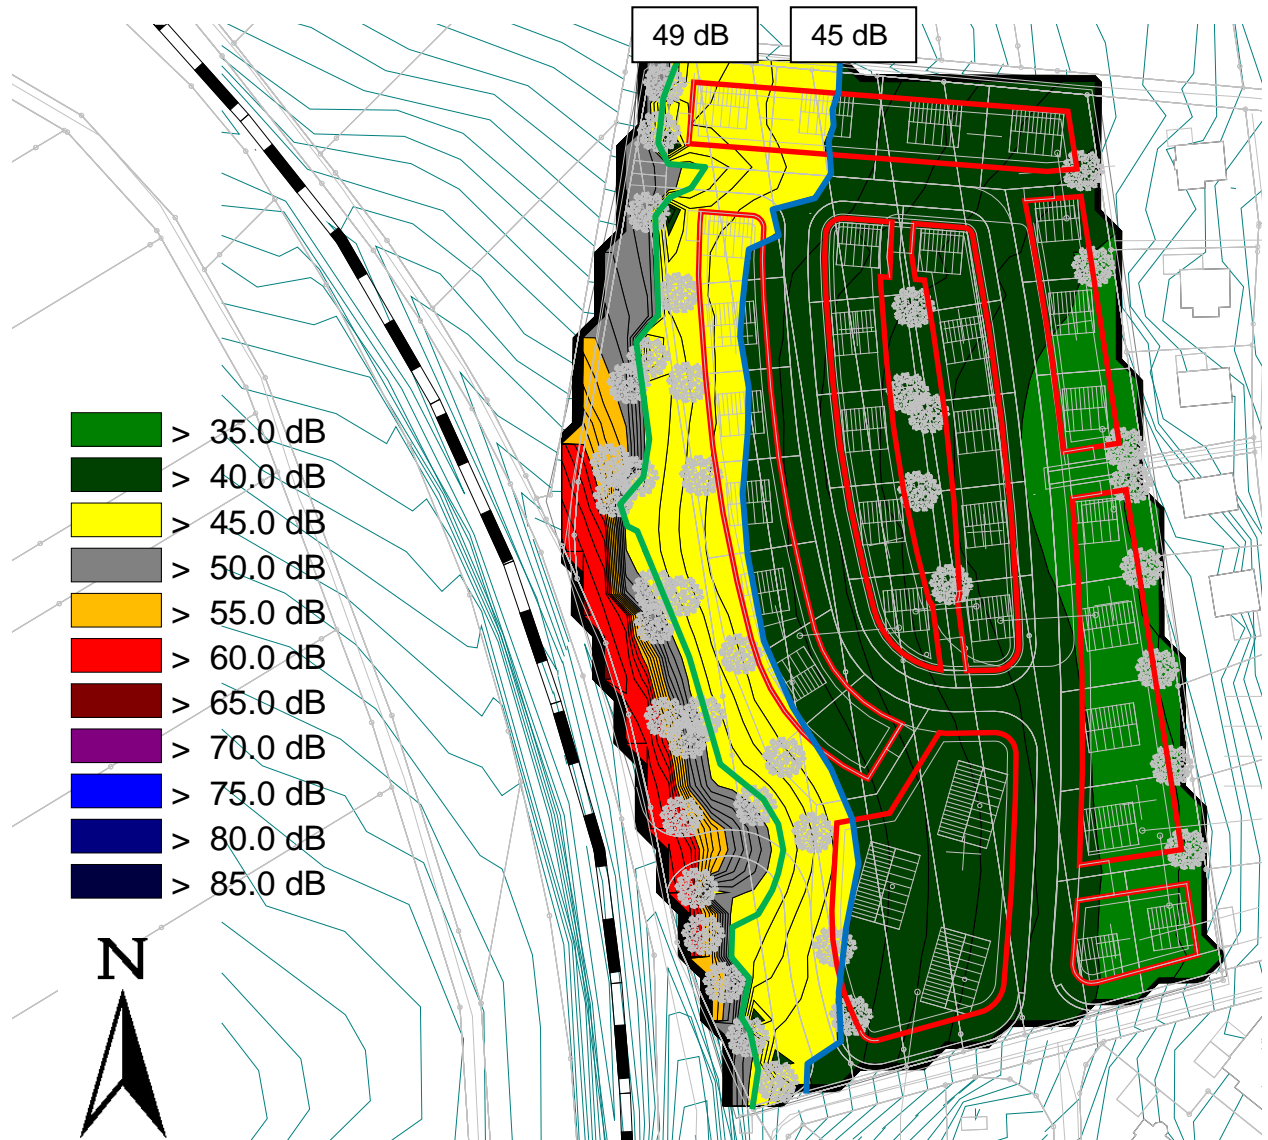 49 dB 45 dB
> 35.0 dB
> 40.0 dB
> 45.0 dB
> 50.0 dB
> 55.0 dB
> 60.0 dB
> 65.0 dB
> 70.0 dB
> 75.0 dB
> 80.0 dB
> 85.0 dB
N